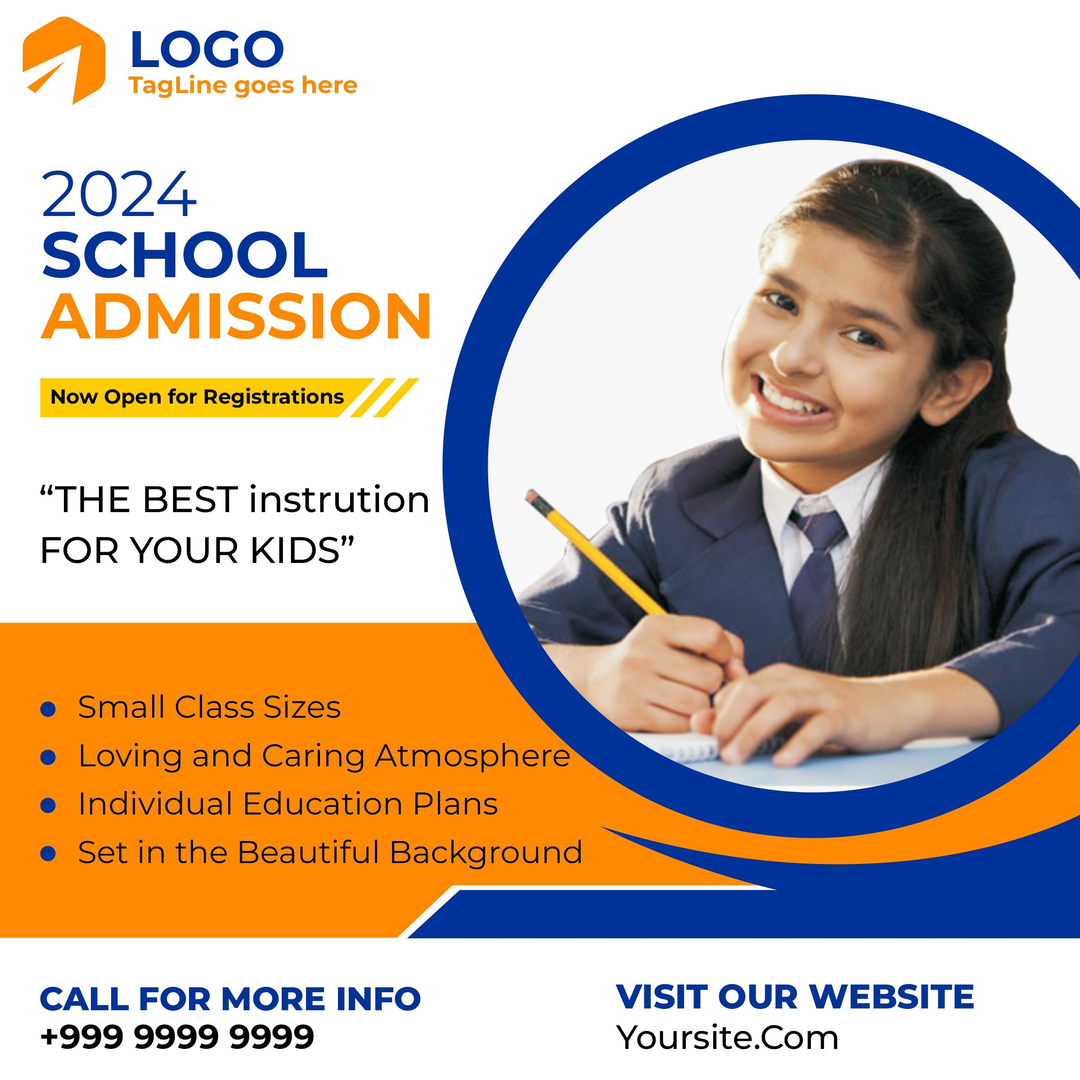 LOGO
TagLine goes here
2024
SCHOOL
ADMISSION
Now Open for Registrations
“THE BEST instrution
FOR YOUR KIDS”
Small Class Sizes
Loving and Caring Atmosphere
Individual Education Plans
Set in the Beautiful Background
CALL FOR MORE INFO
+999 9999 9999
VISIT OUR WEBSITE
Yoursite.Com